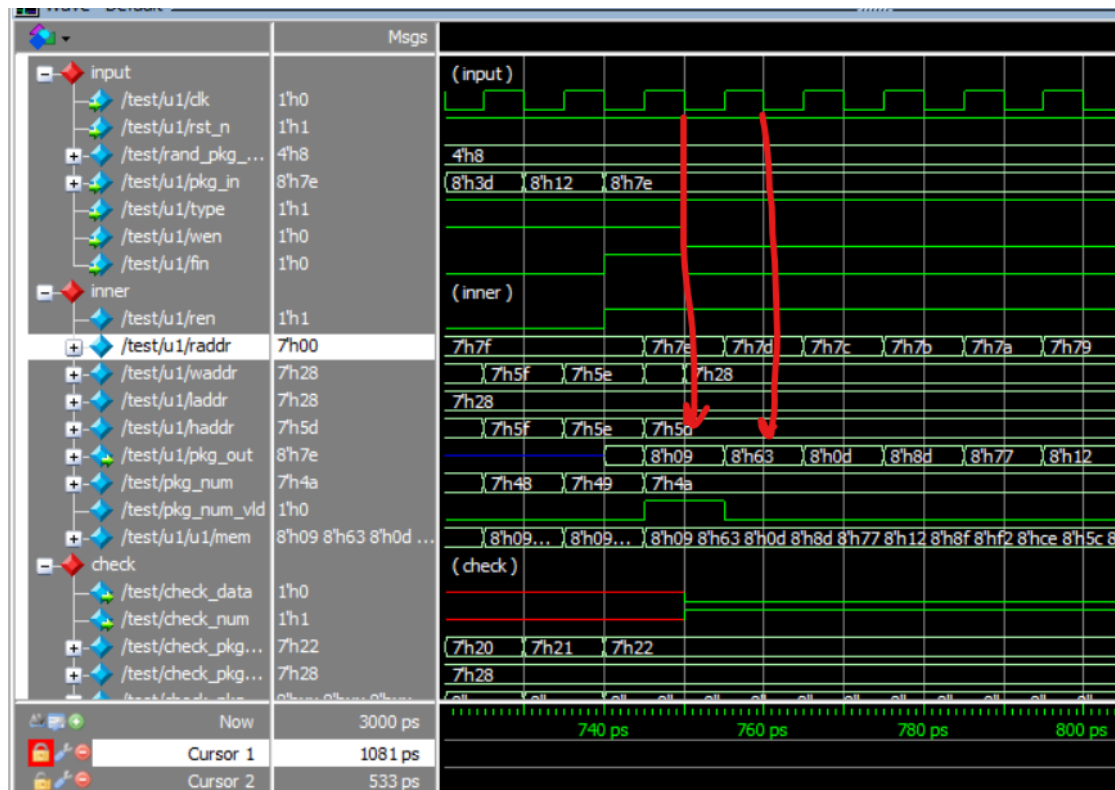 Wave - Default
Msgs
input (input)
/test/u1/clk 1'h0
/test/u1/rst_n 1'h1
/test/rand_pkg_... 4'h8 4'h8
/test/u1/pkg_in 8'h7e 8'h3d 8'h12 8'h7e
/test/u1/type 1'h1
/test/u1/wen 1'h0
/test/u1/fin 1'h0
inner (inner)
/test/u1/ren 1'h1
/test/u1/raddr 7'h00 7'h7f 7'h7e 7'h7d 7'h7c 7'h7b 7'h7a 7'h79
/test/u1/waddr 7'h28 7'h5f 7'h5e 7'h28
/test/u1/laddr 7'h28 7'h28
/test/u1/haddr 7'h5d 7'h5f 7'h5e 7'h5d
/test/u1/pkg_out 8'h7e 8'h09 8'h63 8'h0d 8'h8d 8'h77 8'h12
/test/pkg_num 7'h4a 7'h48 7'h49 7'h4a
/test/pkg_num_vld 1'h0
/test/u1/u1/mem 8'h09 8'h63 8'h0d ... 8'h09... 8'h09... 8'h09 8'h63 8'h0d 8'h8d 8'h77 8'h12 8'h8f 8'hf2 8'hce 8'h5c 8
check (check)
/test/check_data 1'h0
/test/check_num 1'h1
/test/check_pkg... 7'h22 7'h20 7'h21 7'h22
/test/check_pkg... 7'h28 7'h28
Now 3000 ps 740 ps 760 ps 780 ps 800 ps
Cursor 1 1081 ps
Cursor 2 533 ps